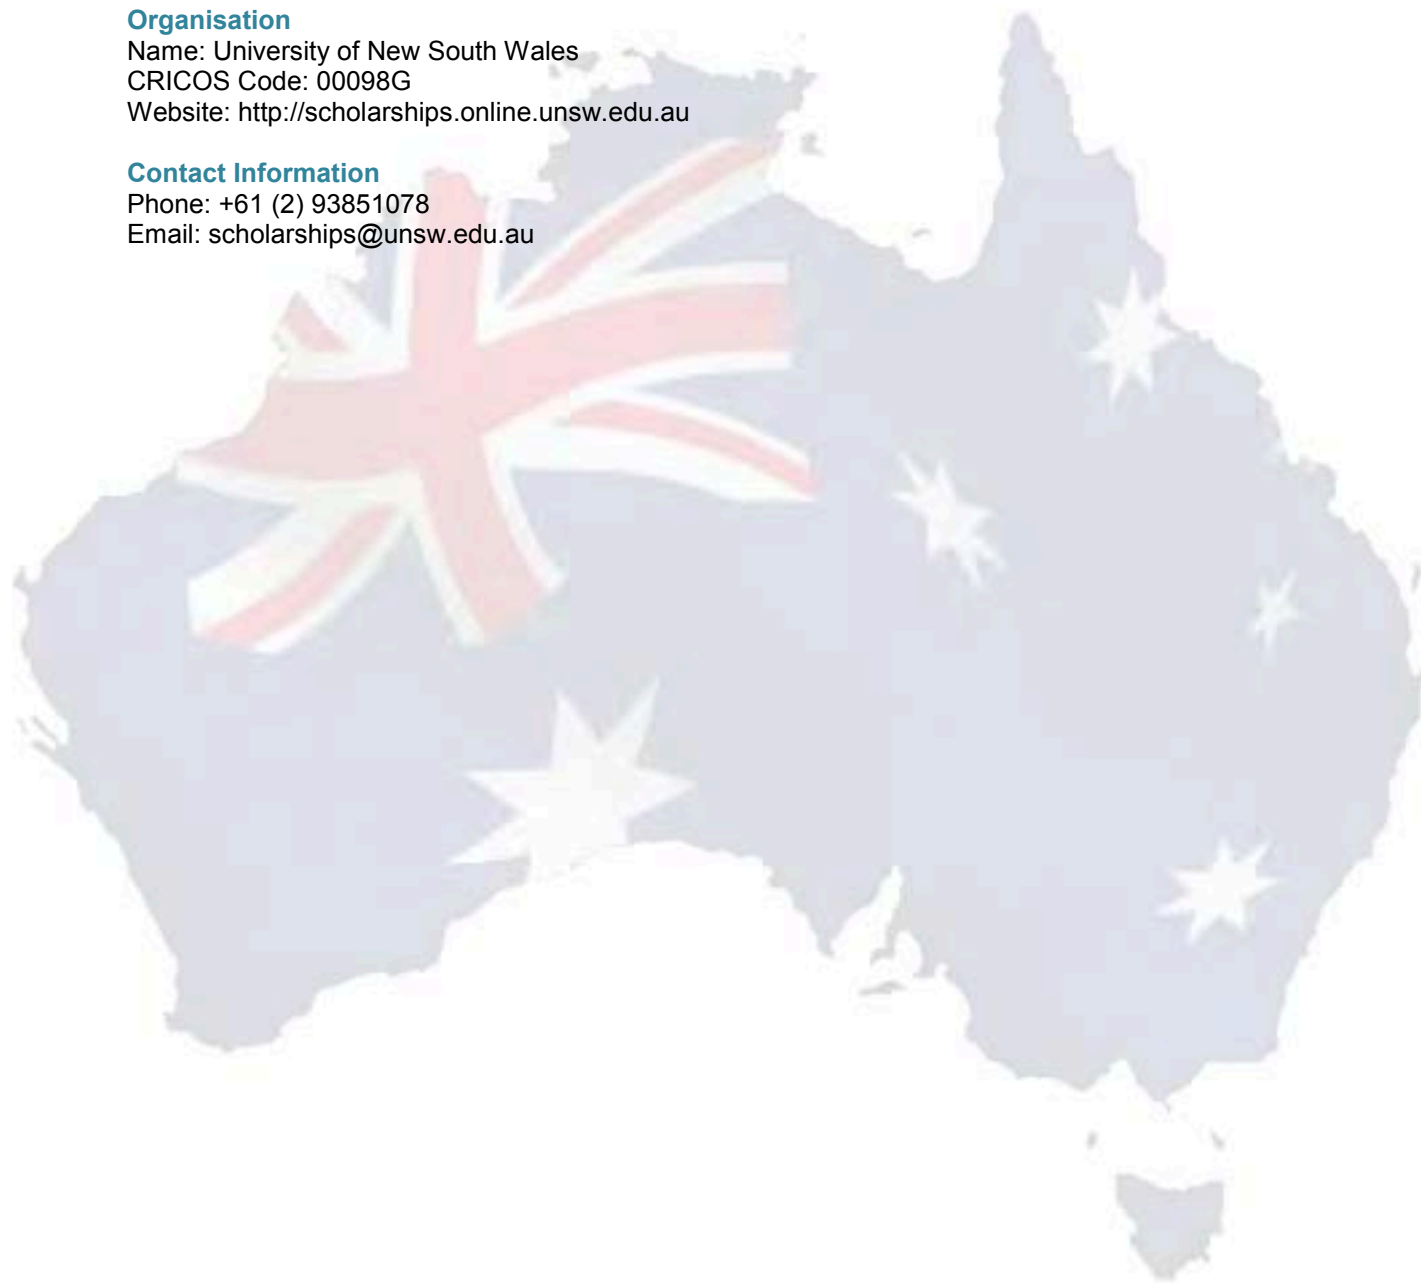 Organisation
Name: University of New South Wales
CRICOS Code: 00098G
Website: http://scholarships.online.unsw.edu.au
Contact Information
Phone: +61 (2) 93851078
Email: scholarships@unsw.edu.au